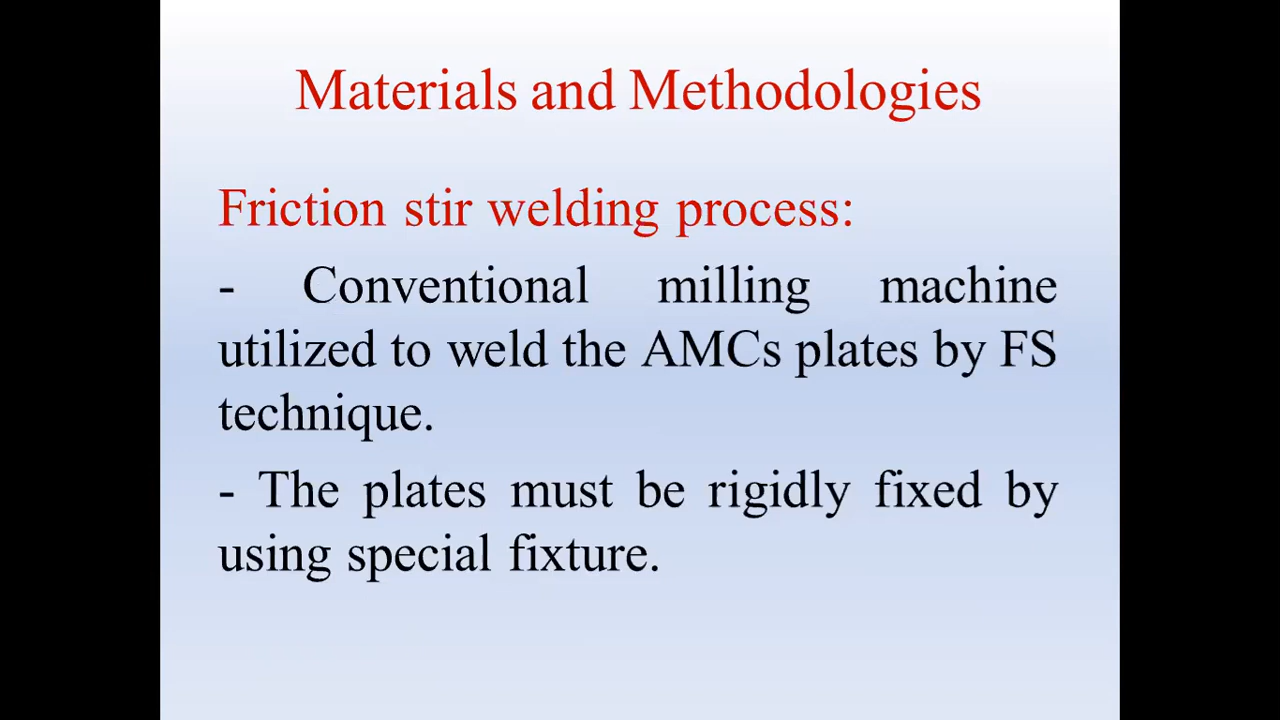 Materials and Methodologies
Friction stir welding process:
- Conventional milling machine
utilized to weld the AMCs plates by FS
technique.
- The plates must be rigidly fixed by
using special fixture.